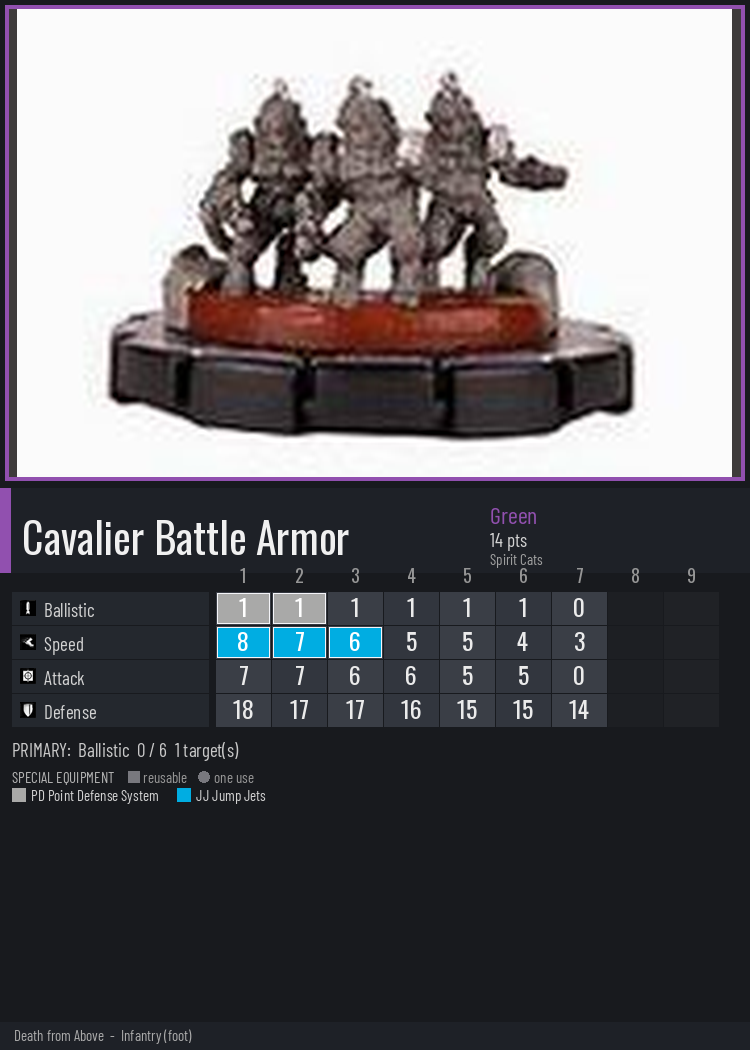 Cavalier Battle Armor
Green
14 pts
Spirit Cats
1 2 3 4 5 6 7 8 9
Ballistic 1 1 1 1 1 1 0
Speed 8 7 6 5 5 4 3
Attack 7 7 6 6 5 5 0
Defense 18 17 17 16 15 15 14
PRIMARY: Ballistic 0 / 6 1 target(s)
SPECIAL EQUIPMENT reusable one use
PD Point Defense System JJ Jump Jets
Death from Above - Infantry (foot)